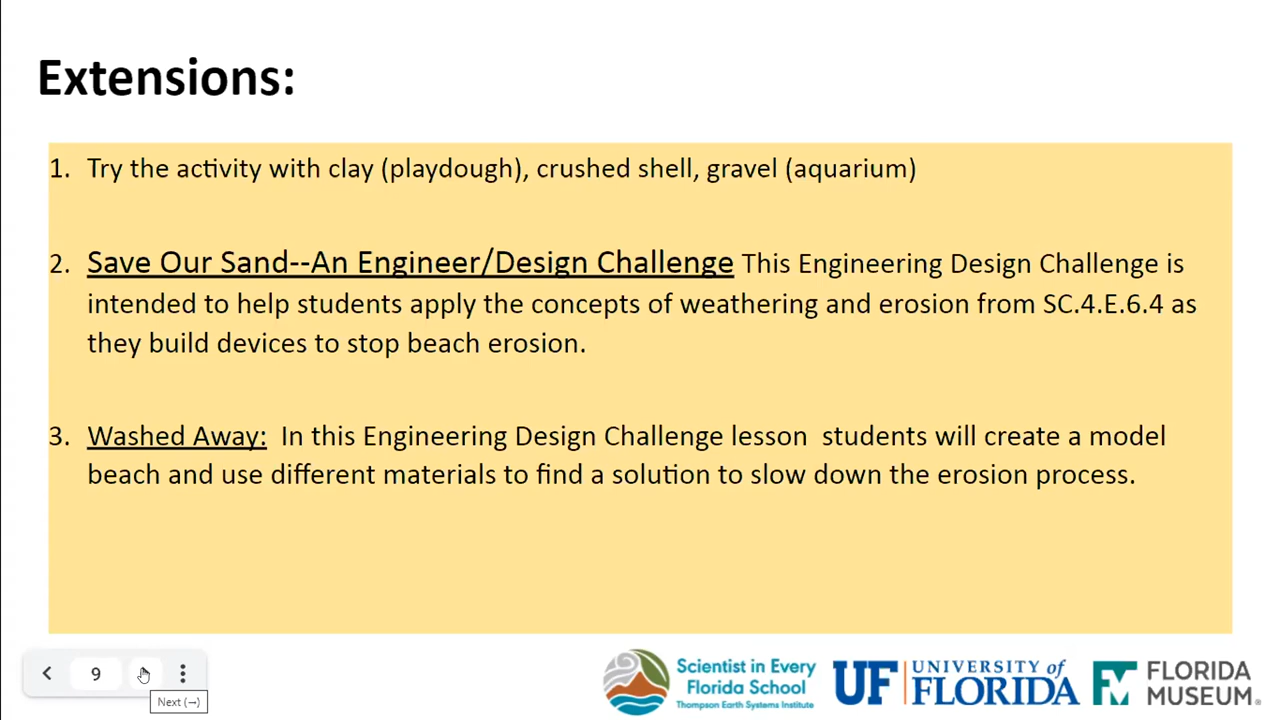 Extensions:
1. Try the activity with clay (playdough), crushed shell, gravel (aquarium)
2. Save Our Sand--An Engineer/Design Challenge This Engineering Design Challenge is
intended to help students apply the concepts of weathering and erosion from SC.4.E.6.4 as
they build devices to stop beach erosion.
3. Washed Away:  In this Engineering Design Challenge lesson  students will create a model
beach and use different materials to find a solution to slow down the erosion process.
9
Next (→)
Scientist in Every
Florida School
Thompson Earth Systems Institute
UF UNIVERSITY of
FLORIDA
FM FLORIDA
MUSEUM®